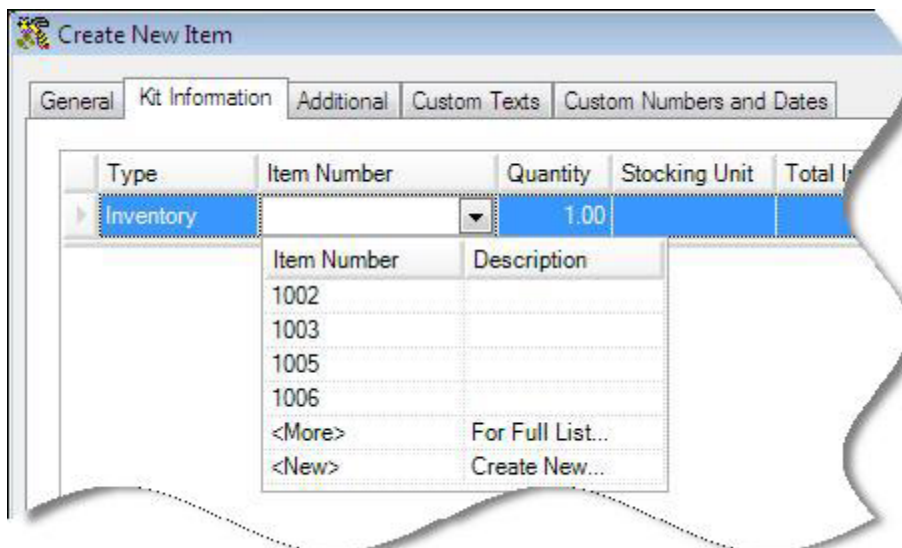 Create New Item
General Kit Information Additional Custom Texts Custom Numbers and Dates
Type Item Number Quantity Stocking Unit Total
Inventory 1.00
Item Number Description
1002
1003
1005
1006
<More> For Full List...
<New> Create New...